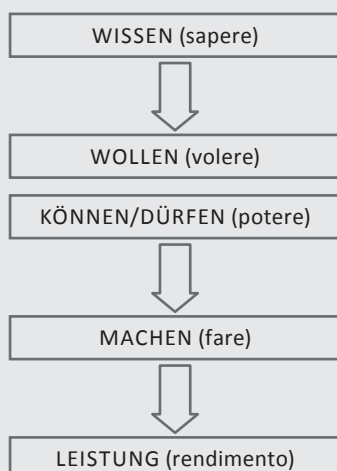 WISSEN (sapere)
WOLLEN (volere)
KÖNNEN/DÜRFEN (potere)
MACHEN (fare)
LEISTUNG (rendimento)